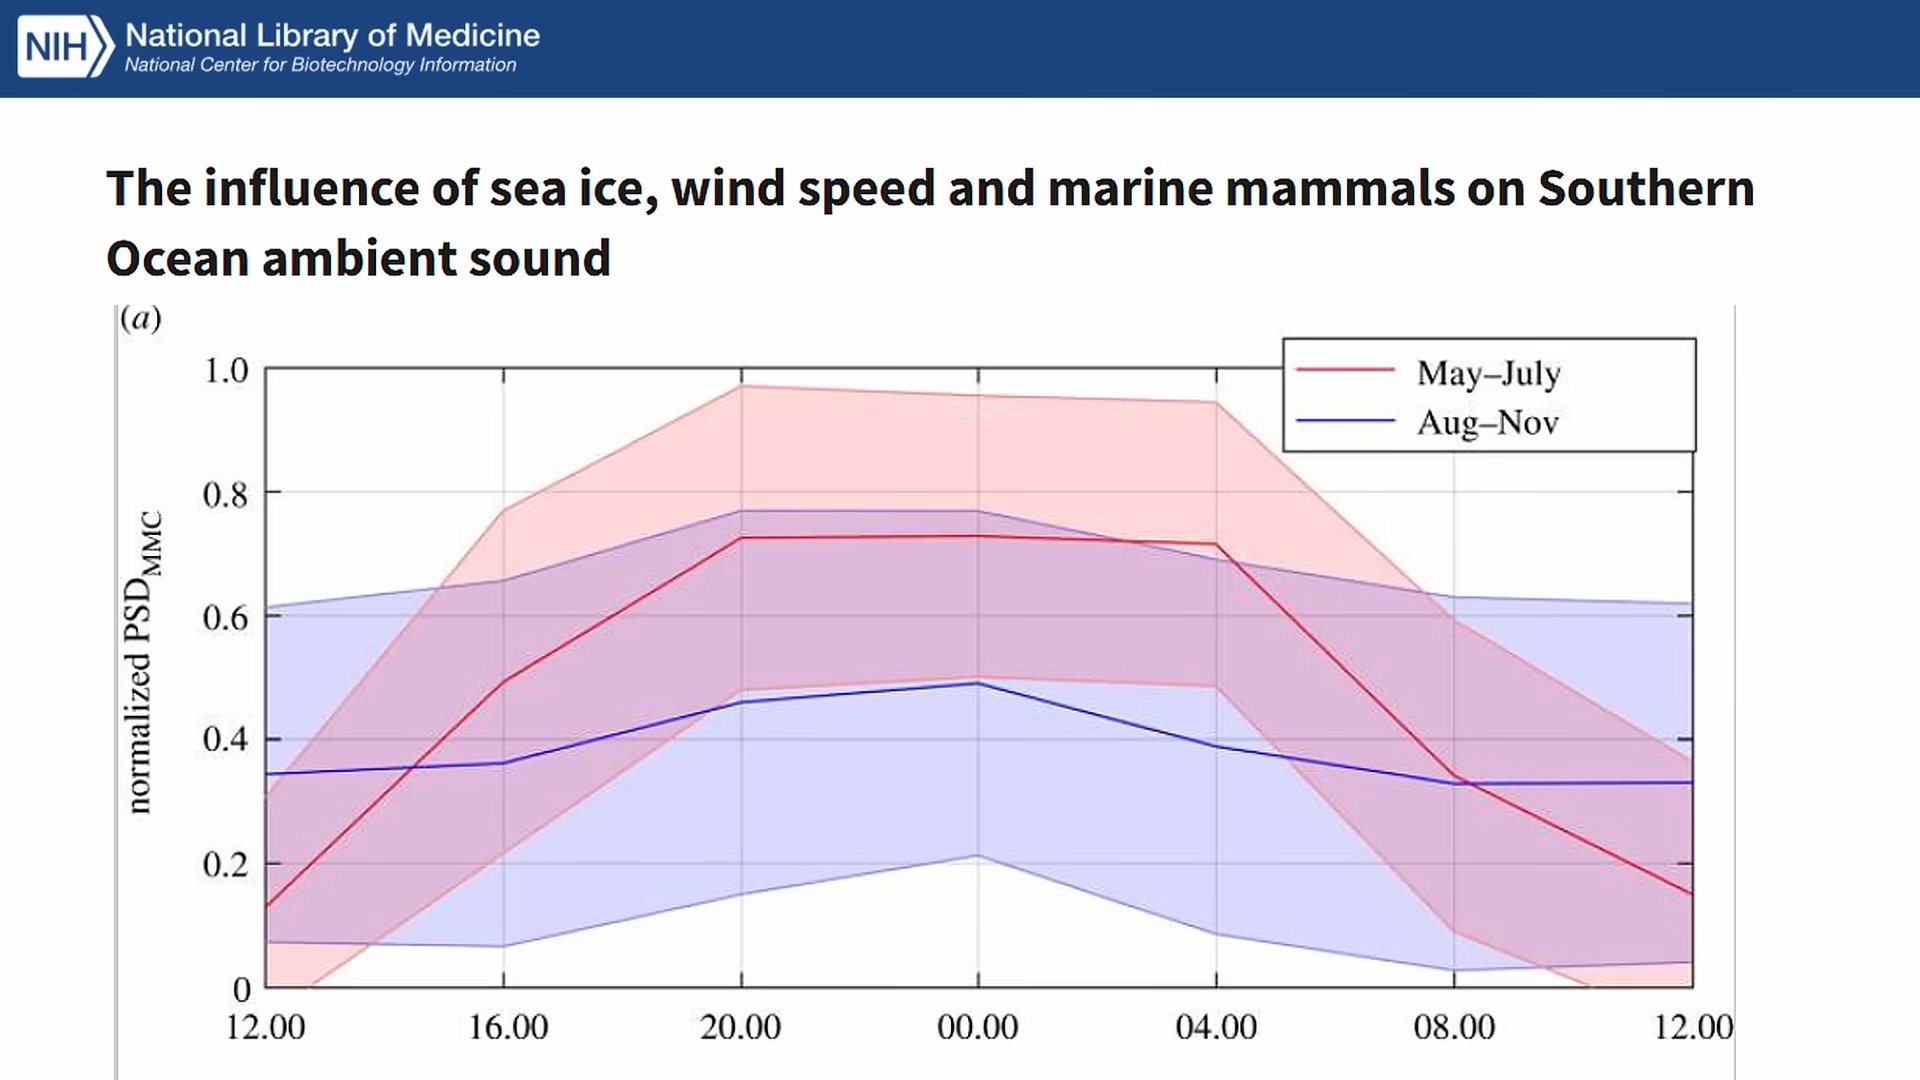 NIH National Library of Medicine
National Center for Biotechnology Information
The influence of sea ice, wind speed and marine mammals on Southern
Ocean ambient sound
(a)
May–July
Aug–Nov
normalized PSDMMC
1.0
0.8
0.6
0.4
0.2
0
12.00 16.00 20.00 00.00 04.00 08.00 12.00